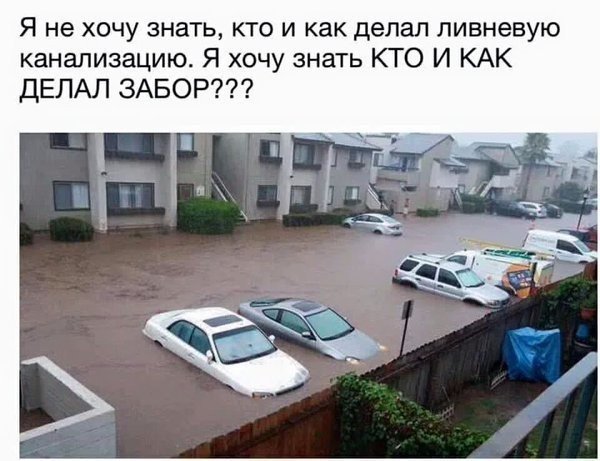 Я не хочу знать, кто и как делал ливневую
канализацию. Я хочу знать КТО И КАК
ДЕЛАЛ ЗАБОР???